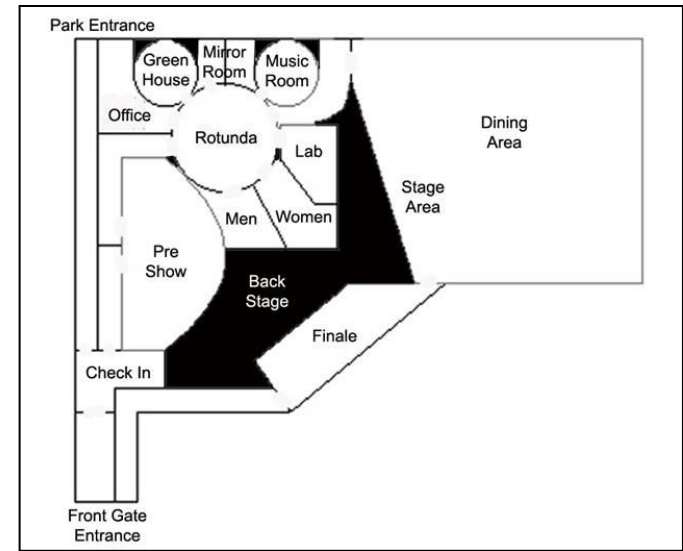 Park Entrance
Green
House
Mirror
Room
Music
Room
Office
Rotunda
Lab
Dining
Area
Stage
Area
Men
Women
Pre
Show
Back
Stage
Finale
Check In
Front Gate
Entrance